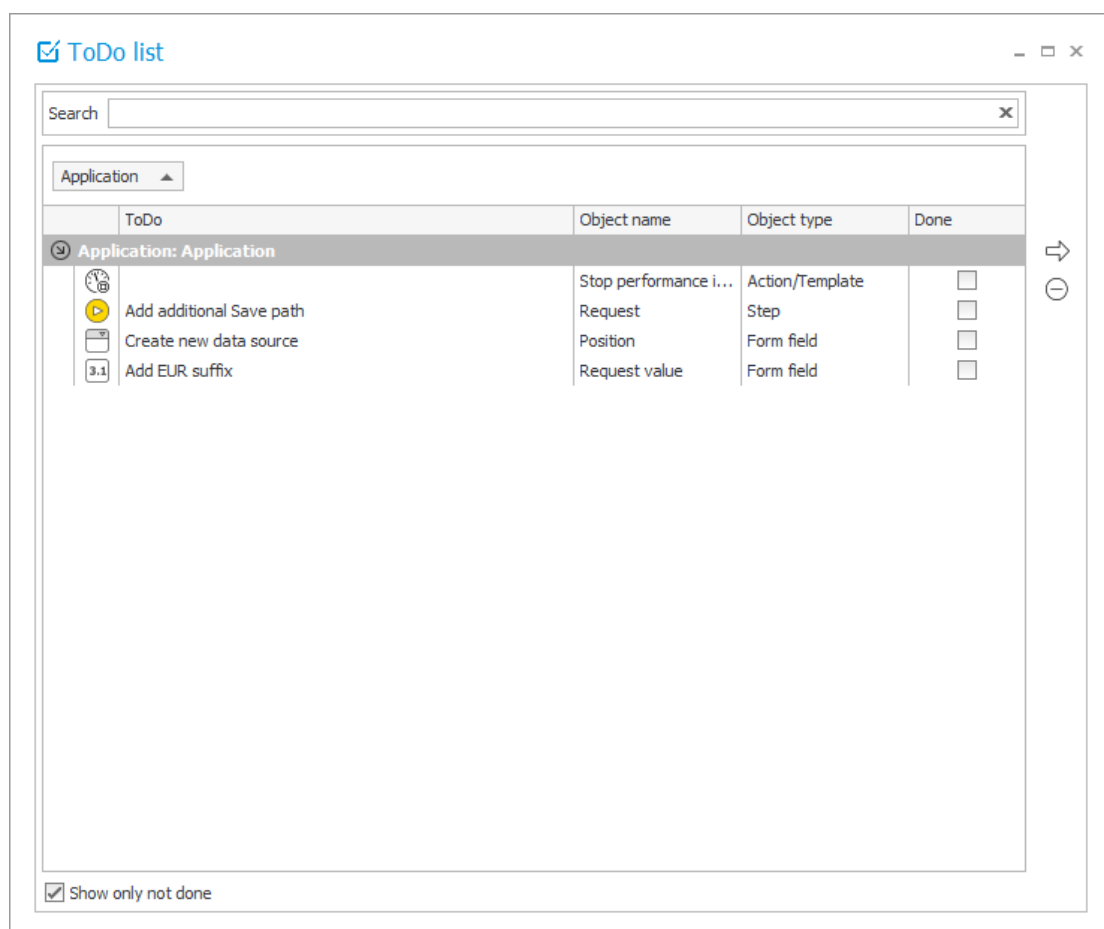 ToDo list
Search
Application
ToDo Object name Object type Done
Application: Application
Stop performance i... Action/Template
Add additional Save path Request Step
Create new data source Position Form field
3.1 Add EUR suffix Request value Form field
Show only not done